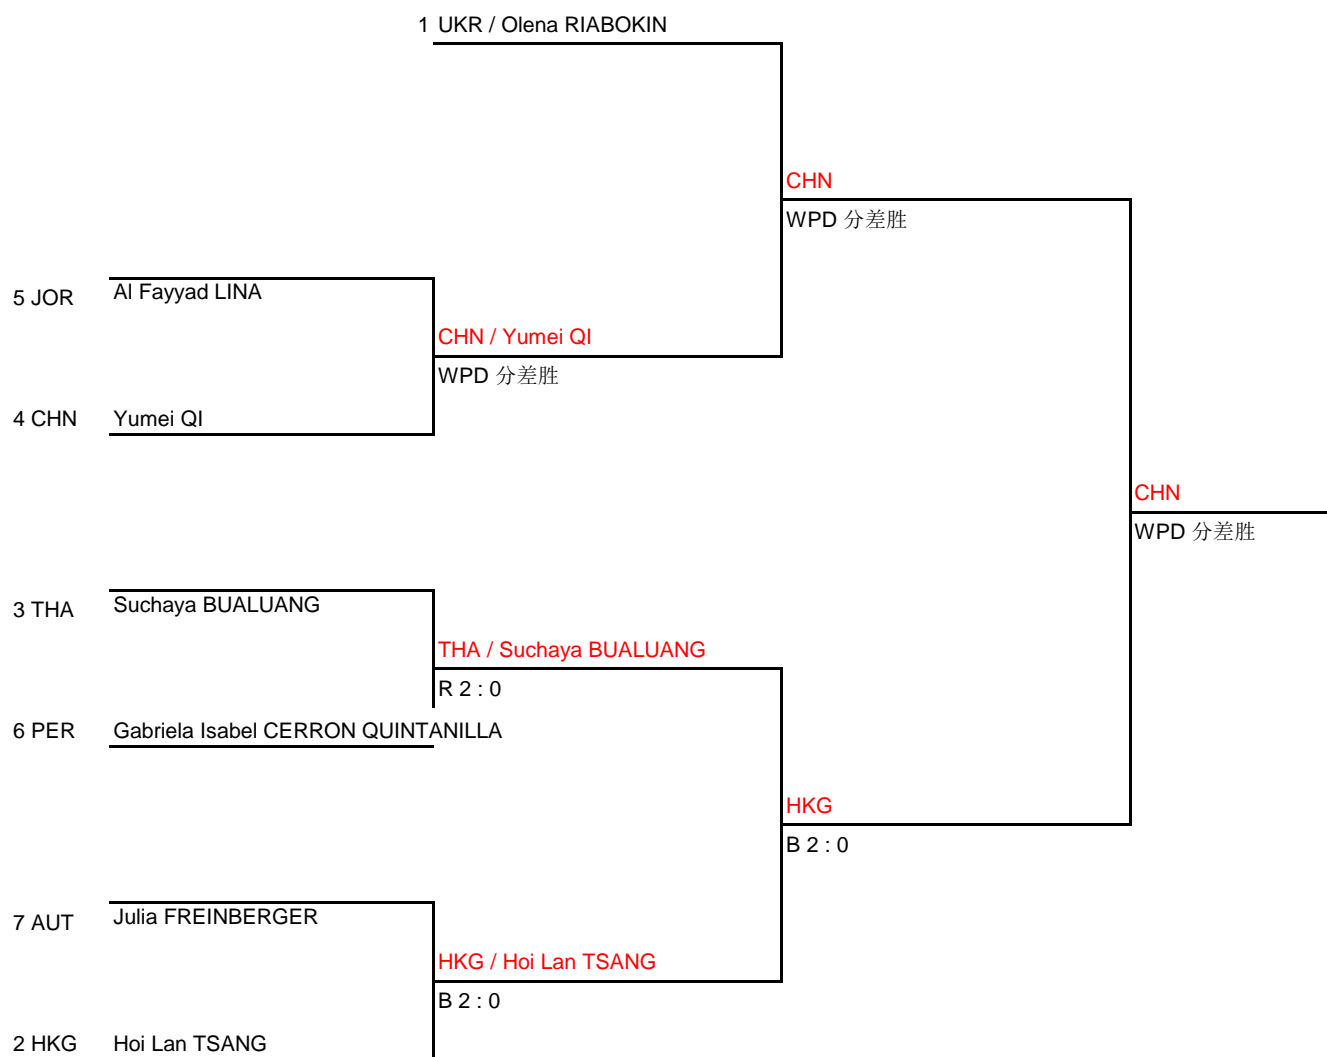 1 UKR / Olena RIABOKIN
CHN
WPD 分差胜
5 JOR Al Fayyad LINA
CHN / Yumei QI
WPD 分差胜
4 CHN Yumei QI
CHN
WPD 分差胜
3 THA Suchaya BUALUANG
THA / Suchaya BUALUANG
R 2 : 0
6 PER Gabriela Isabel CERRON QUINTANILLA
HKG
B 2 : 0
7 AUT Julia FREINBERGER
HKG / Hoi Lan TSANG
B 2 : 0
2 HKG Hoi Lan TSANG